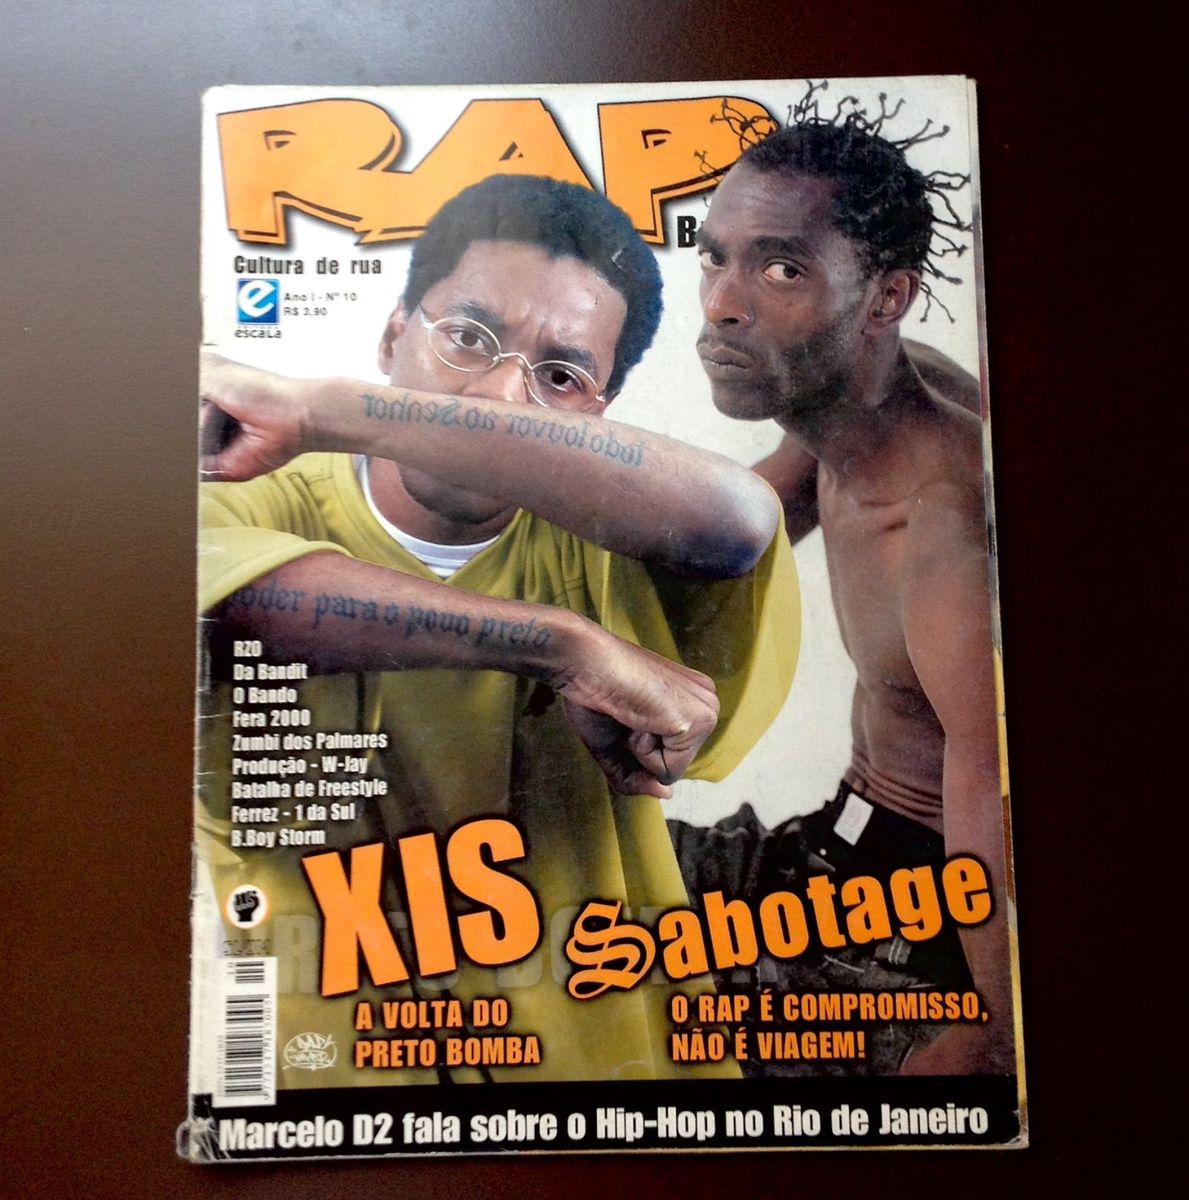 RAP
Cultura de rua
Ano I - Nº 10
R$ 3,90
e
escala
todo louvor ao Senhor
poder para o povo preto
RZO
Da Bandit
O Bando
Fera 2000
Zumbi dos Palmares
Produção - W-Jay
Batalha de Freestyle
Ferrez - 1 da Sul
B.Boy Storm
XIS
Sabotage
A VOLTA DO
PRETO BOMBA
O RAP É COMPROMISSO,
NÃO É VIAGEM!
Marcelo D2 fala sobre o Hip-Hop no Rio de Janeiro